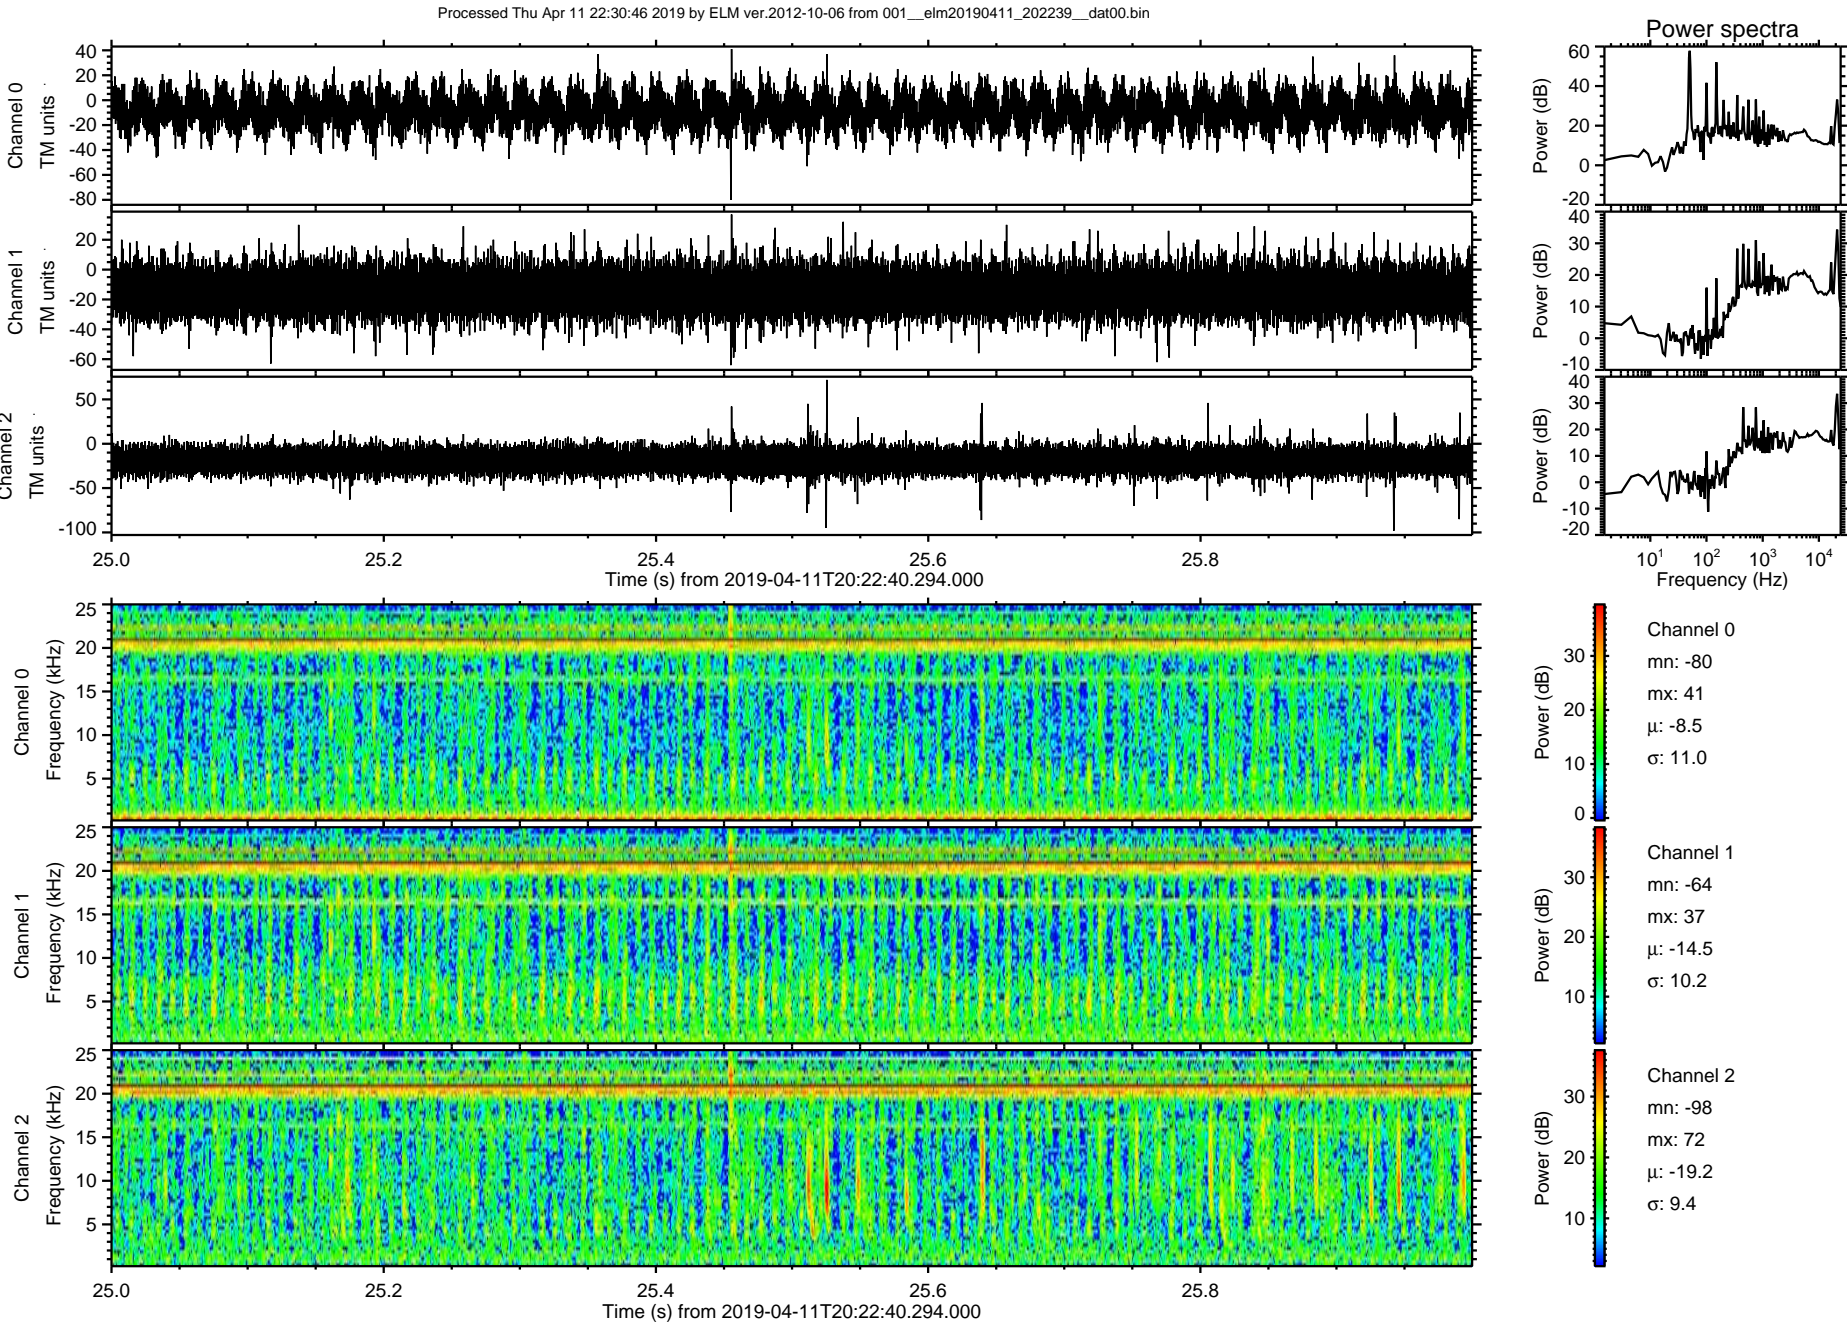 Processed Thu Apr 11 22:30:46 2019 by ELM ver.2012-10-06 from 001__elm20190411_202239__dat00.bin
Power spectra
Channel 0
TM units
40
20
0
-20
-40
-60
-80
Power (dB)
60
40
20
0
-20
Channel 1
TM units
20
0
-20
-40
-60
Power (dB)
40
30
20
10
0
-10
Channel 2
TM units
50
0
-50
-100
Power (dB)
40
30
20
10
0
-10
-20
25.0 25.2 25.4 25.6 25.8
Time (s) from 2019-04-11T20:22:40.294.000
10^1 10^2 10^3 10^4
Frequency (Hz)
Channel 0
Frequency (kHz)
25
20
15
10
5
Power (dB)
30
20
10
0
Channel 0
mn: -80
mx: 41
μ: -8.5
σ: 11.0
Channel 1
Frequency (kHz)
25
20
15
10
5
Power (dB)
30
20
10
Channel 1
mn: -64
mx: 37
μ: -14.5
σ: 10.2
Channel 2
Frequency (kHz)
25
20
15
10
5
Power (dB)
30
20
10
Channel 2
mn: -98
mx: 72
μ: -19.2
σ: 9.4
25.0 25.2 25.4 25.6 25.8
Time (s) from 2019-04-11T20:22:40.294.000